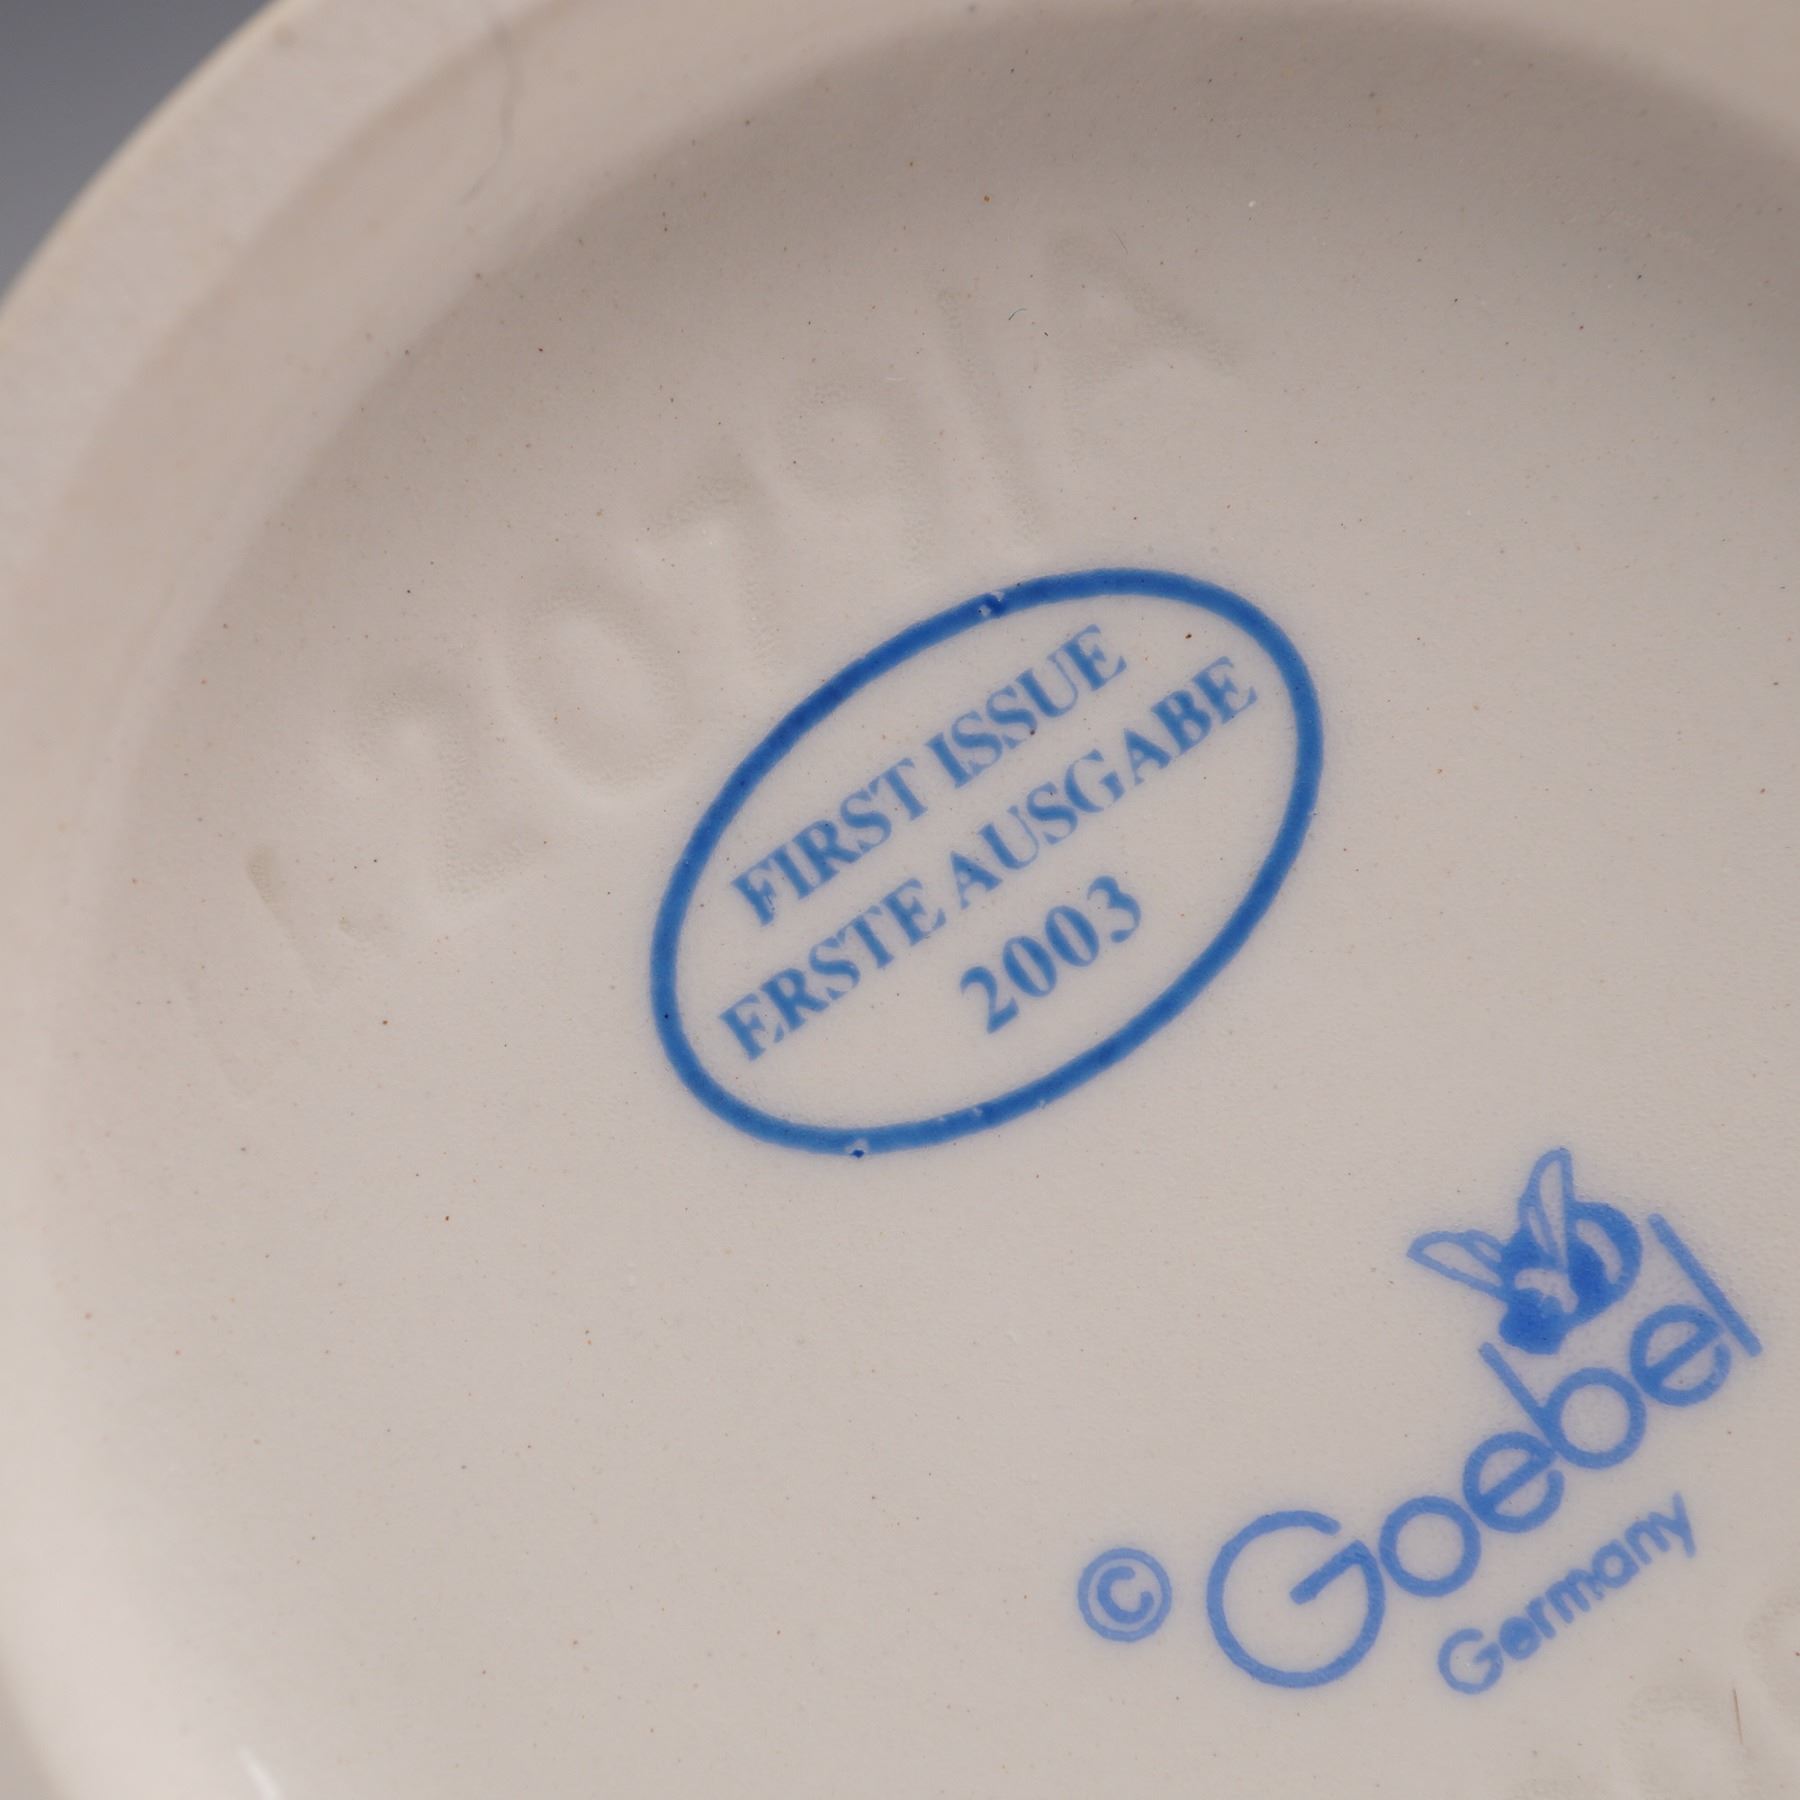 FIRST ISSUE
ERSTE AUSGABE
2003
© Goebel
Germany